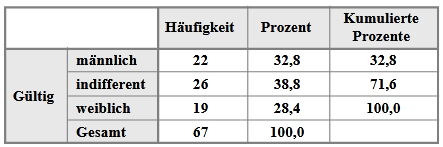 Häufigkeit Prozent Kumulierte Prozente
Gültig männlich 22 32,8 32,8
indifferent 26 38,8 71,6
weiblich 19 28,4 100,0
Gesamt 67 100,0